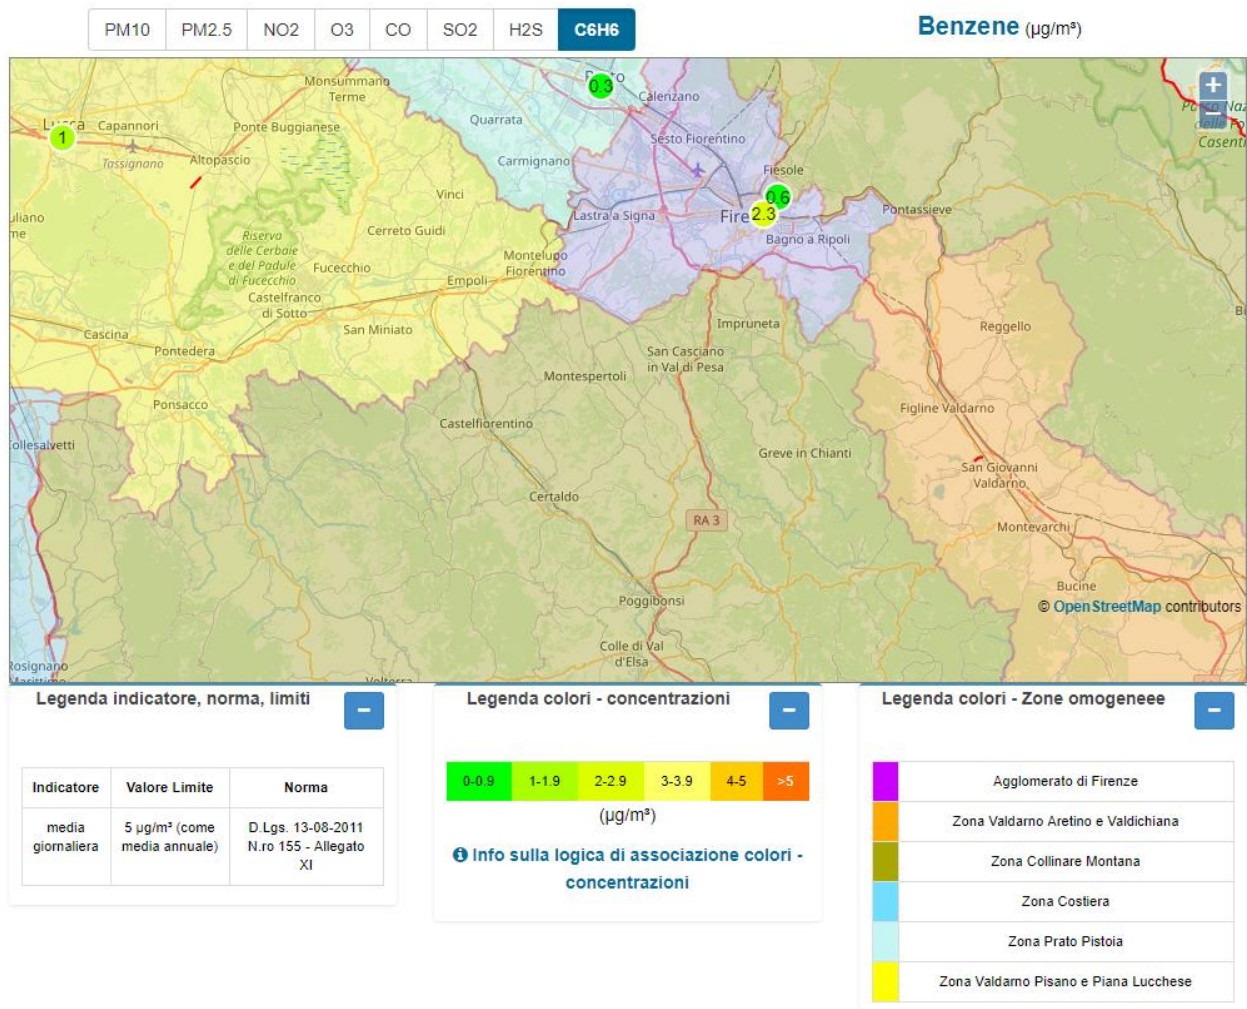 PM10 PM2.5 NO2 O3 CO SO2 H2S C6H6
Benzene (µg/m³)
Monsummano
Terme
0.3
Calenzano
Quarrata
Lucca
1
Capannori
Tassignano
Ponte Buggianese
Altopascio
Sesto Fiorentino
Carmignano
Fiesole
Vinci
0.6
2.3
Fire
Lastra a Signa
Pontassieve
Bagno a Ripoli
Cerreto Guidi
Riserva
delle Cerbaie
e del Padule
di Fucecchio
Montelupo
Fiorentino
Fucecchio
Empoli
Castelfranco
di Sotto
San Miniato
Cascina
Pontedera
Impruneta
Reggello
San Casciano
in Val di Pesa
Montespertoli
Ponsacco
Figline Valdarno
Castelfiorentino
ollesalvetti
Greve in Chianti
San Giovanni
Valdarno
Certaldo
RA 3
Montevarchi
Bucine
Poggibonsi
© OpenStreetMap contributors
Colle di Val
d'Elsa
Rosignano
+
−
Legenda indicatore, norma, limiti −
Indicatore Valore Limite Norma
media
giornaliera
5 µg/m³ (come
media annuale)
D.Lgs. 13-08-2011
N.ro 155 - Allegato
XI
Legenda colori - concentrazioni −
0-0.9 1-1.9 2-2.9 3-3.9 4-5 >5
(µg/m³)
Info sulla logica di associazione colori -
concentrazioni
Legenda colori - Zone omogeneee −
Agglomerato di Firenze
Zona Valdarno Aretino e Valdichiana
Zona Collinare Montana
Zona Costiera
Zona Prato Pistoia
Zona Valdarno Pisano e Piana Lucchese